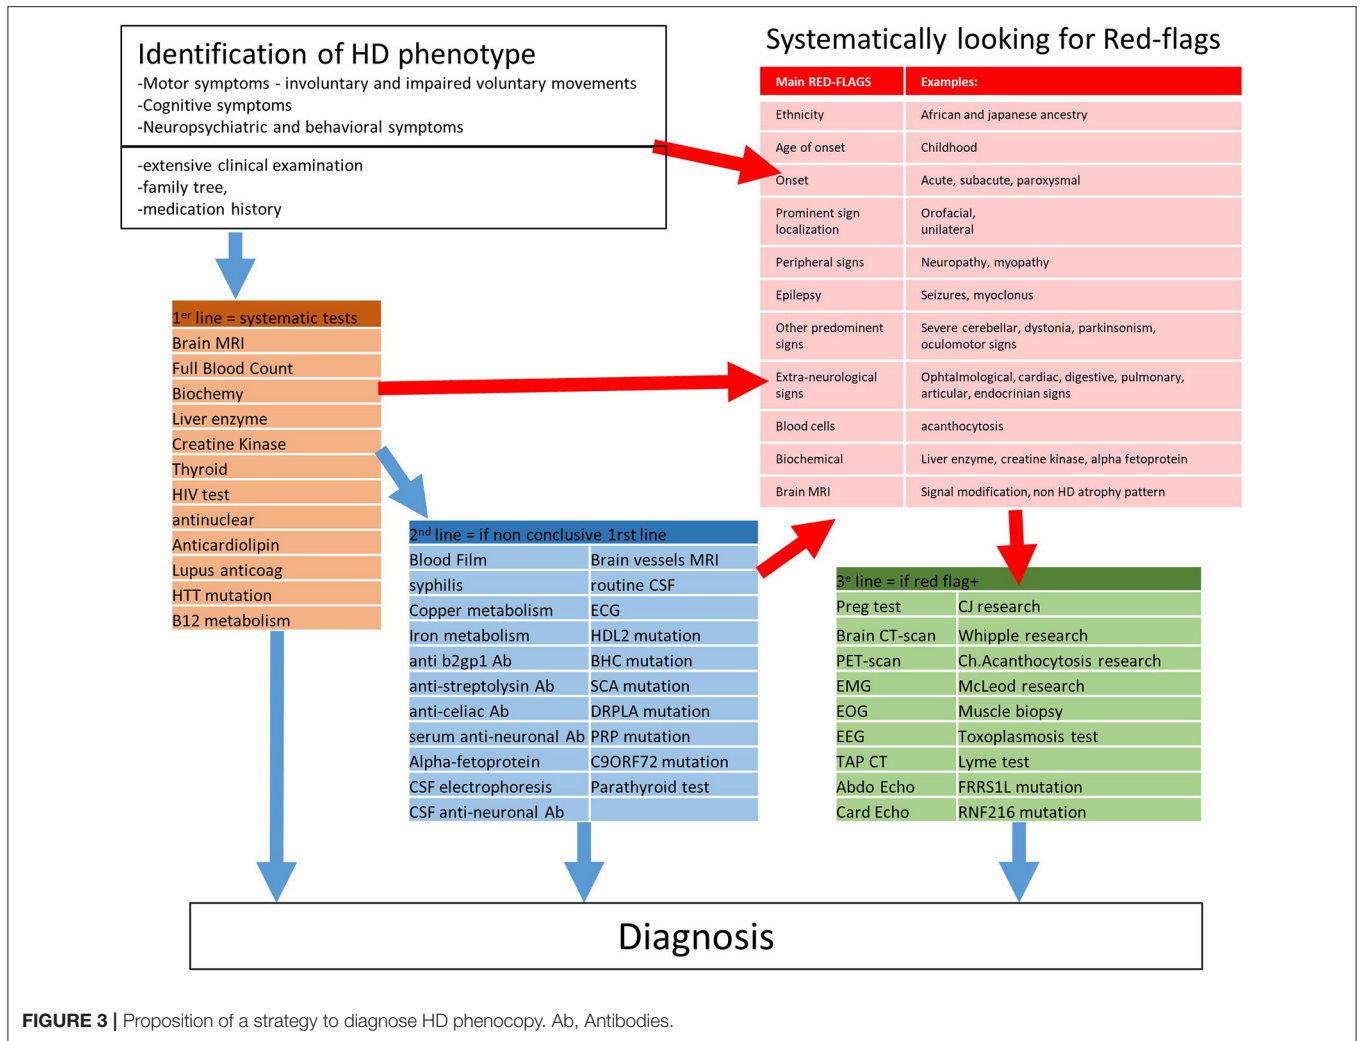 Identification of HD phenotype
-Motor symptoms - involuntary and impaired voluntary movements
-Cognitive symptoms
-Neuropsychiatric and behavioral symptoms
-extensive clinical examination
-family tree,
-medication history
Systematically looking for Red-flags
Main RED-FLAGS Examples:
Ethnicity African and japanese ancestry
Age of onset Childhood
Onset Acute, subacute, paroxysmal
Prominent sign Orofacial,
localization unilateral
Peripheral signs Neuropathy, myopathy
Epilepsy Seizures, myoclonus
Other predominent Severe cerebellar, dystonia, parkinsonism,
signs oculomotor signs
Extra-neurological Ophtalmological, cardiac, digestive, pulmonary,
signs articular, endocrinian signs
Blood cells acanthocytosis
Biochemical Liver enzyme, creatine kinase, alpha fetoprotein
Brain MRI Signal modification, non HD atrophy pattern
1er line = systematic tests
Brain MRI
Full Blood Count
Biochemy
Liver enzyme
Creatine Kinase
Thyroid
HIV test
antinuclear
Anticardiolipin
Lupus anticoag
HTT mutation
B12 metabolism
2nd line = if non conclusive 1rst line
Blood Film Brain vessels MRI
syphilis routine CSF
Copper metabolism ECG
Iron metabolism HDL2 mutation
anti b2gp1 Ab BHC mutation
anti-streptolysin Ab SCA mutation
anti-celiac Ab DRPLA mutation
serum anti-neuronal Ab PRP mutation
Alpha-fetoprotein C9ORF72 mutation
CSF electrophoresis Parathyroid test
CSF anti-neuronal Ab
3e line = if red flag+
Preg test CJ research
Brain CT-scan Whipple research
PET-scan Ch.Acanthocytosis research
EMG McLeod research
EOG Muscle biopsy
EEG Toxoplasmosis test
TAP CT Lyme test
Abdo Echo FRRS1L mutation
Card Echo RNF216 mutation
Diagnosis
FIGURE 3 | Proposition of a strategy to diagnose HD phenocopy. Ab, Antibodies.